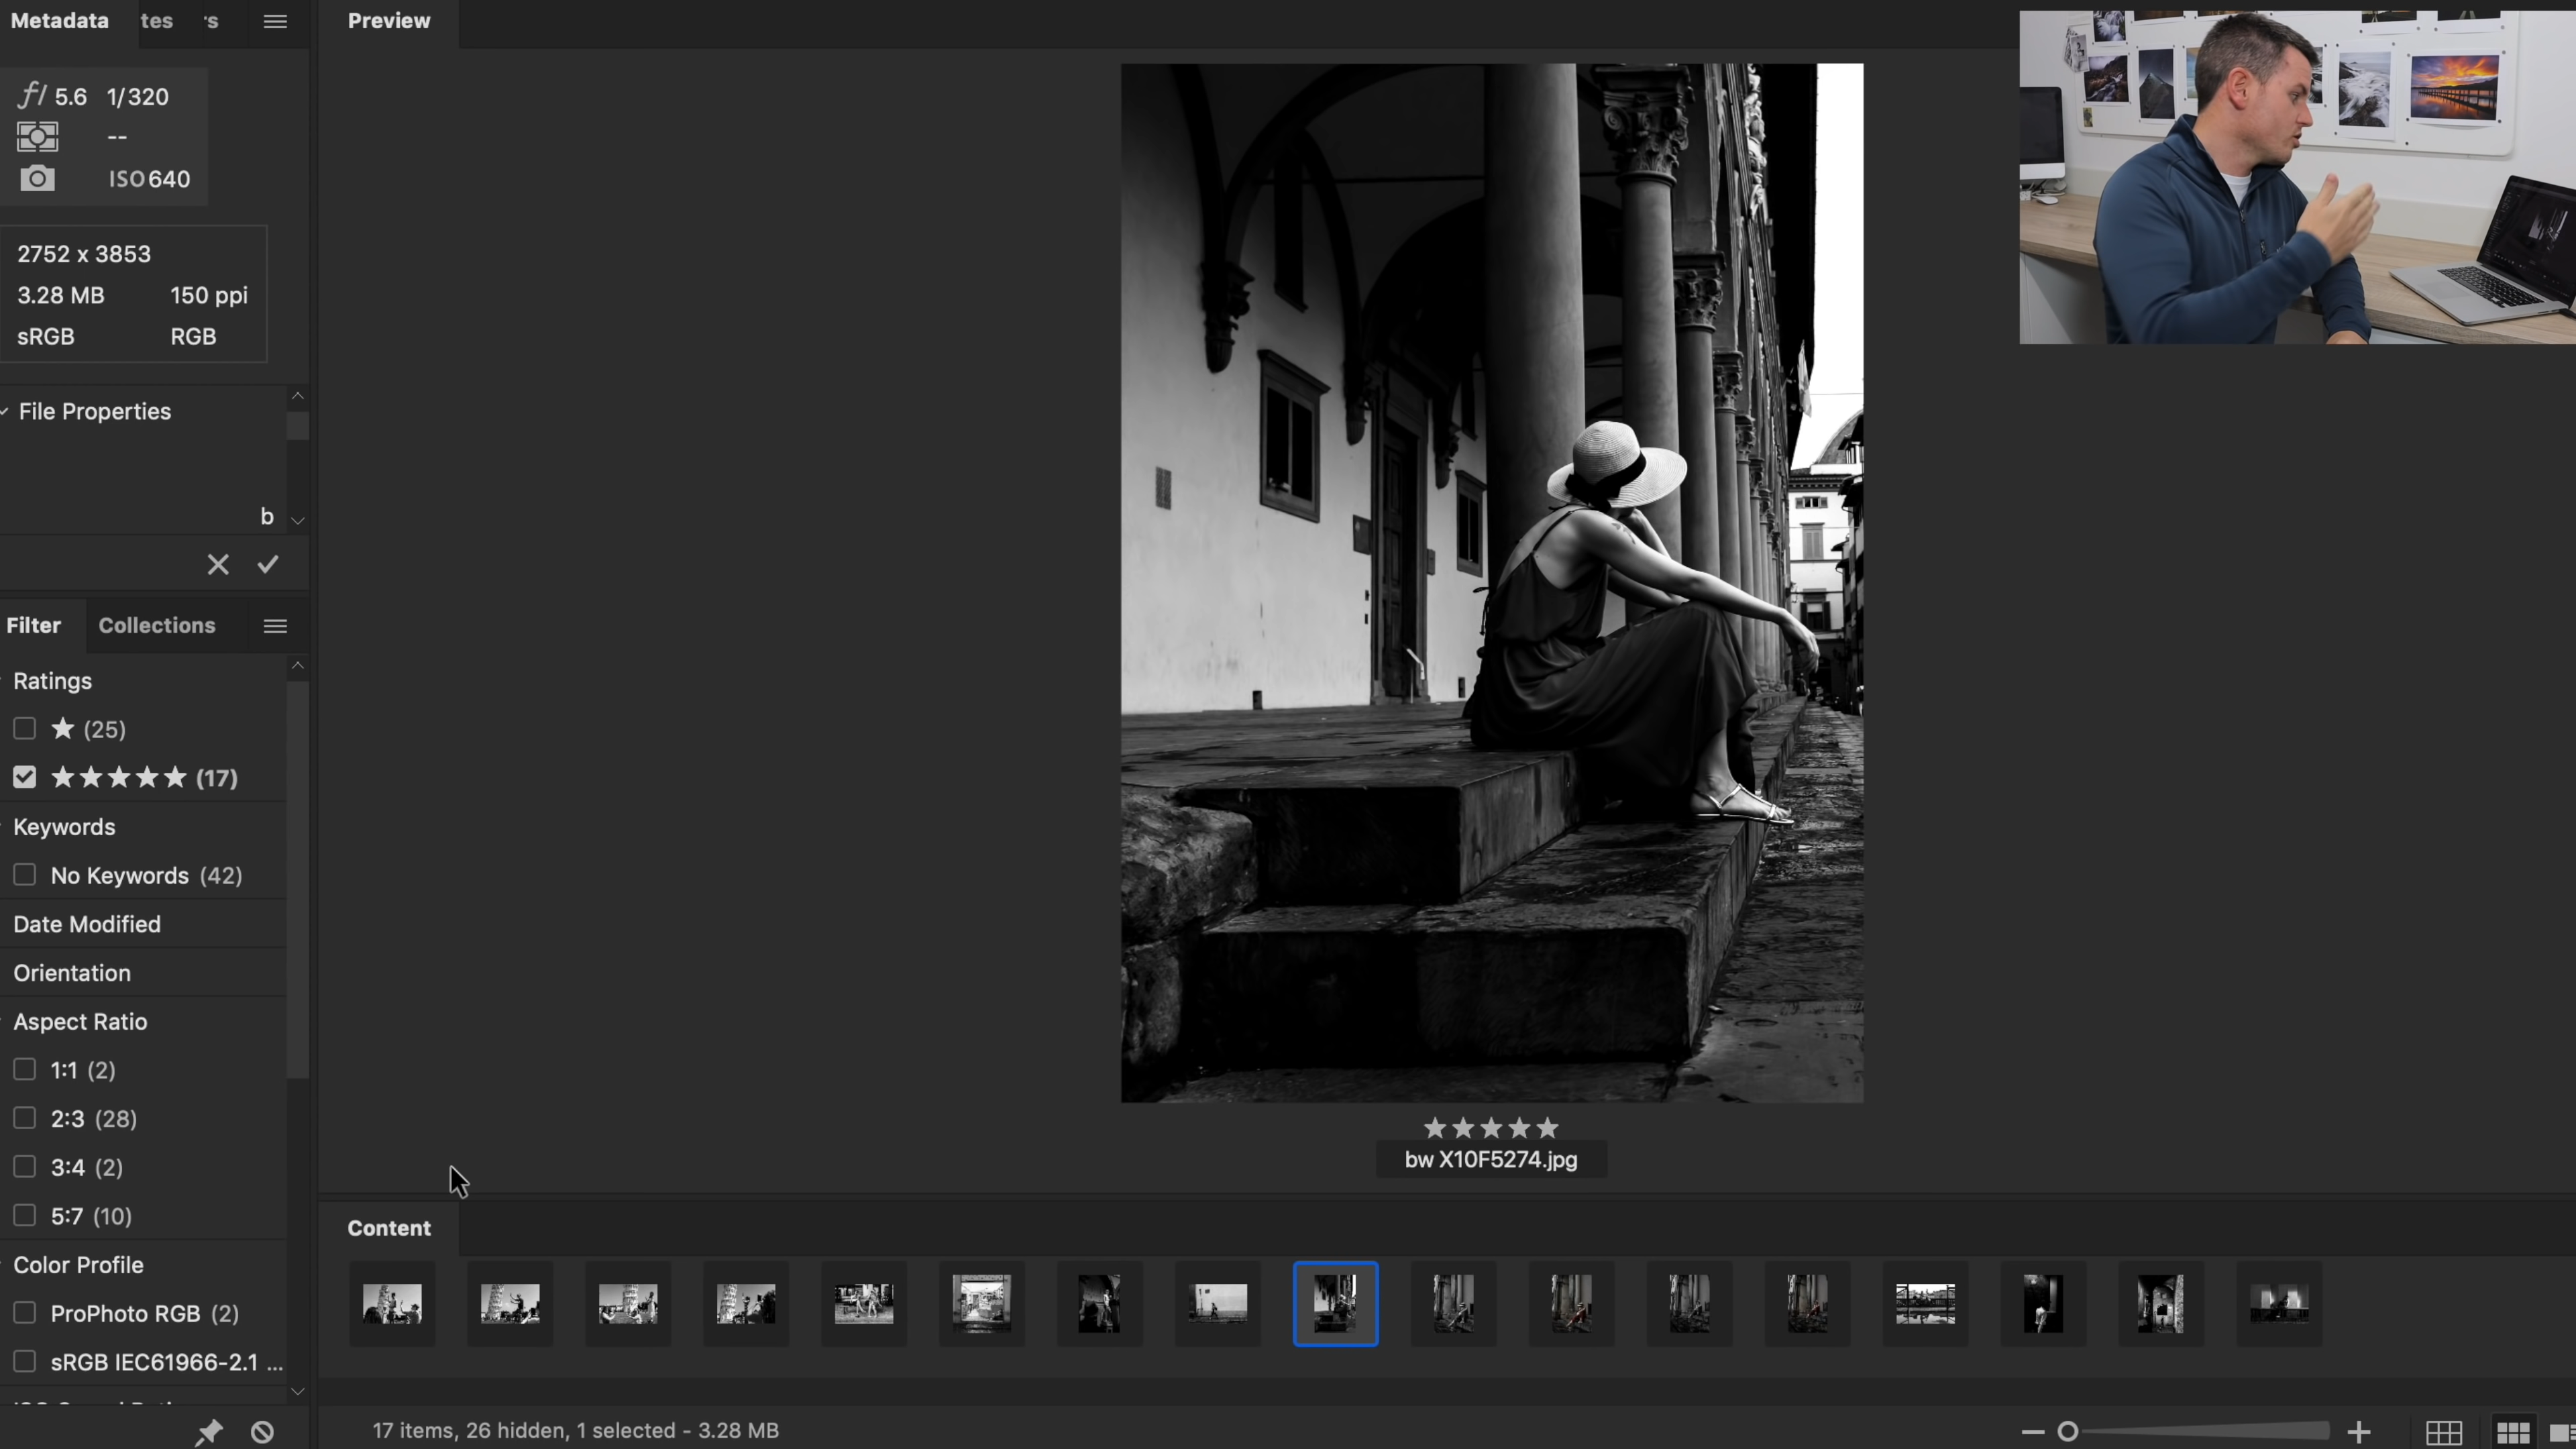 Metadata tes 's
Preview
f/ 5.6 1/320
--
ISO 640
2752 x 3853
3.28 MB 150 ppi
sRGB RGB
File Properties
b
Filter Collections
Ratings
★ (25)
★★★★★ (17)
Keywords
No Keywords (42)
Date Modified
Orientation
Aspect Ratio
1:1 (2)
2:3 (28)
3:4 (2)
5:7 (10)
Color Profile
ProPhoto RGB (2)
sRGB IEC61966-2.1 ...
★★★★★
bw X10F5274.jpg
Content
17 items, 26 hidden, 1 selected - 3.28 MB